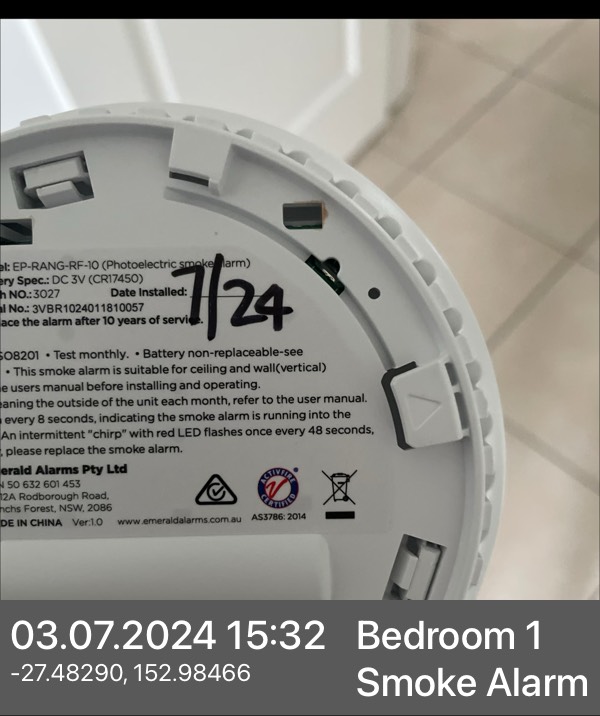 el: EP-RANG-RF-10 (Photoelectric smoke alarm)
ery Spec.: DC 3V (CR17450)
h NO.: 3027 Date Installed: 7/24
al No.: 3VBR1024011810057
ace the alarm after 10 years of service.
SO8201 • Test monthly. • Battery non-replaceable-see
• This smoke alarm is suitable for ceiling and wall(vertical)
e users manual before installing and operating.
eaning the outside of the unit each month, refer to the user manual.
every 8 seconds, indicating the smoke alarm is running into the
An intermittent "chirp" with red LED flashes once every 48 seconds,
, please replace the smoke alarm.
erald Alarms Pty Ltd
N 50 632 601 453
12A Rodborough Road,
nchs Forest, NSW, 2086
DE IN CHINA Ver:1.0 www.emeraldalarms.com.au
ACTIVFIRE
CERTIFIED
AS3786: 2014
03.07.2024 15:32
-27.48290, 152.98466
Bedroom 1
Smoke Alarm